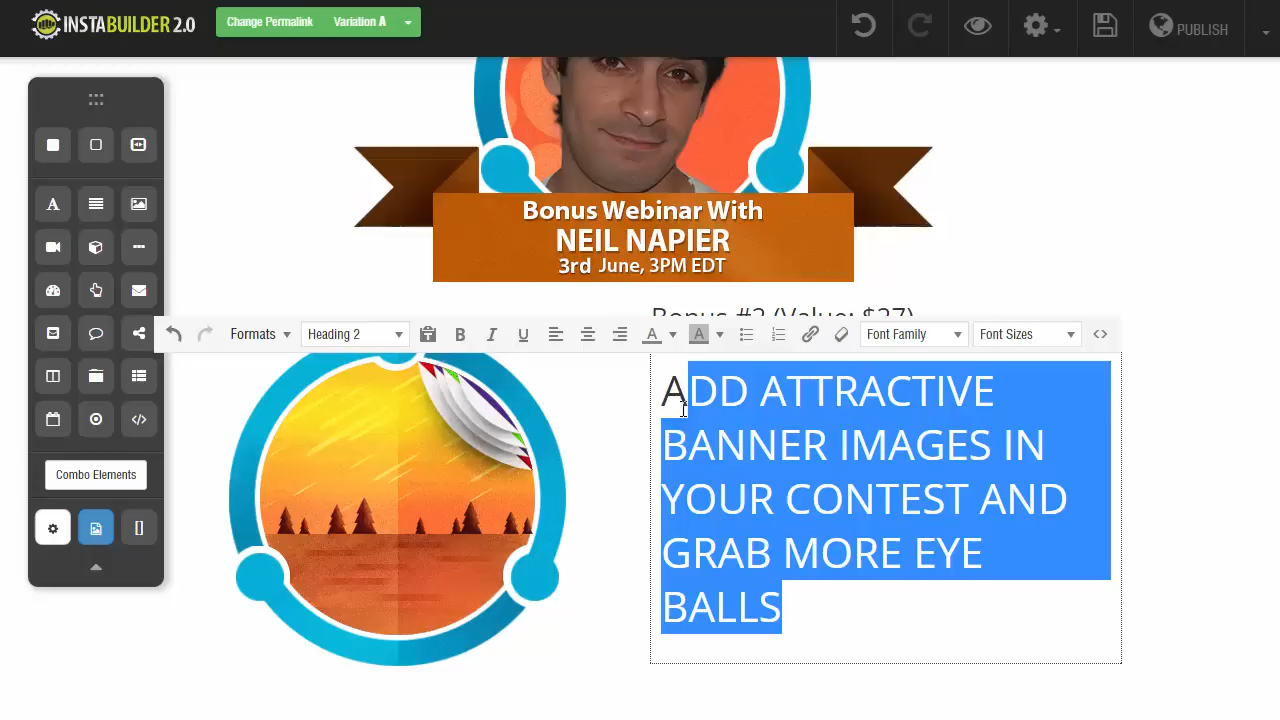 INSTABUILDER 2.0
Change Permalink
Variation A
PUBLISH
Bonus Webinar With
NEIL NAPIER
3rd June, 3PM EDT
Bonus #2 (Value: $27)
Formats
Heading 2
Font Family
Font Sizes
ADD ATTRACTIVE
BANNER IMAGES IN
YOUR CONTEST AND
GRAB MORE EYE
BALLS
Combo Elements